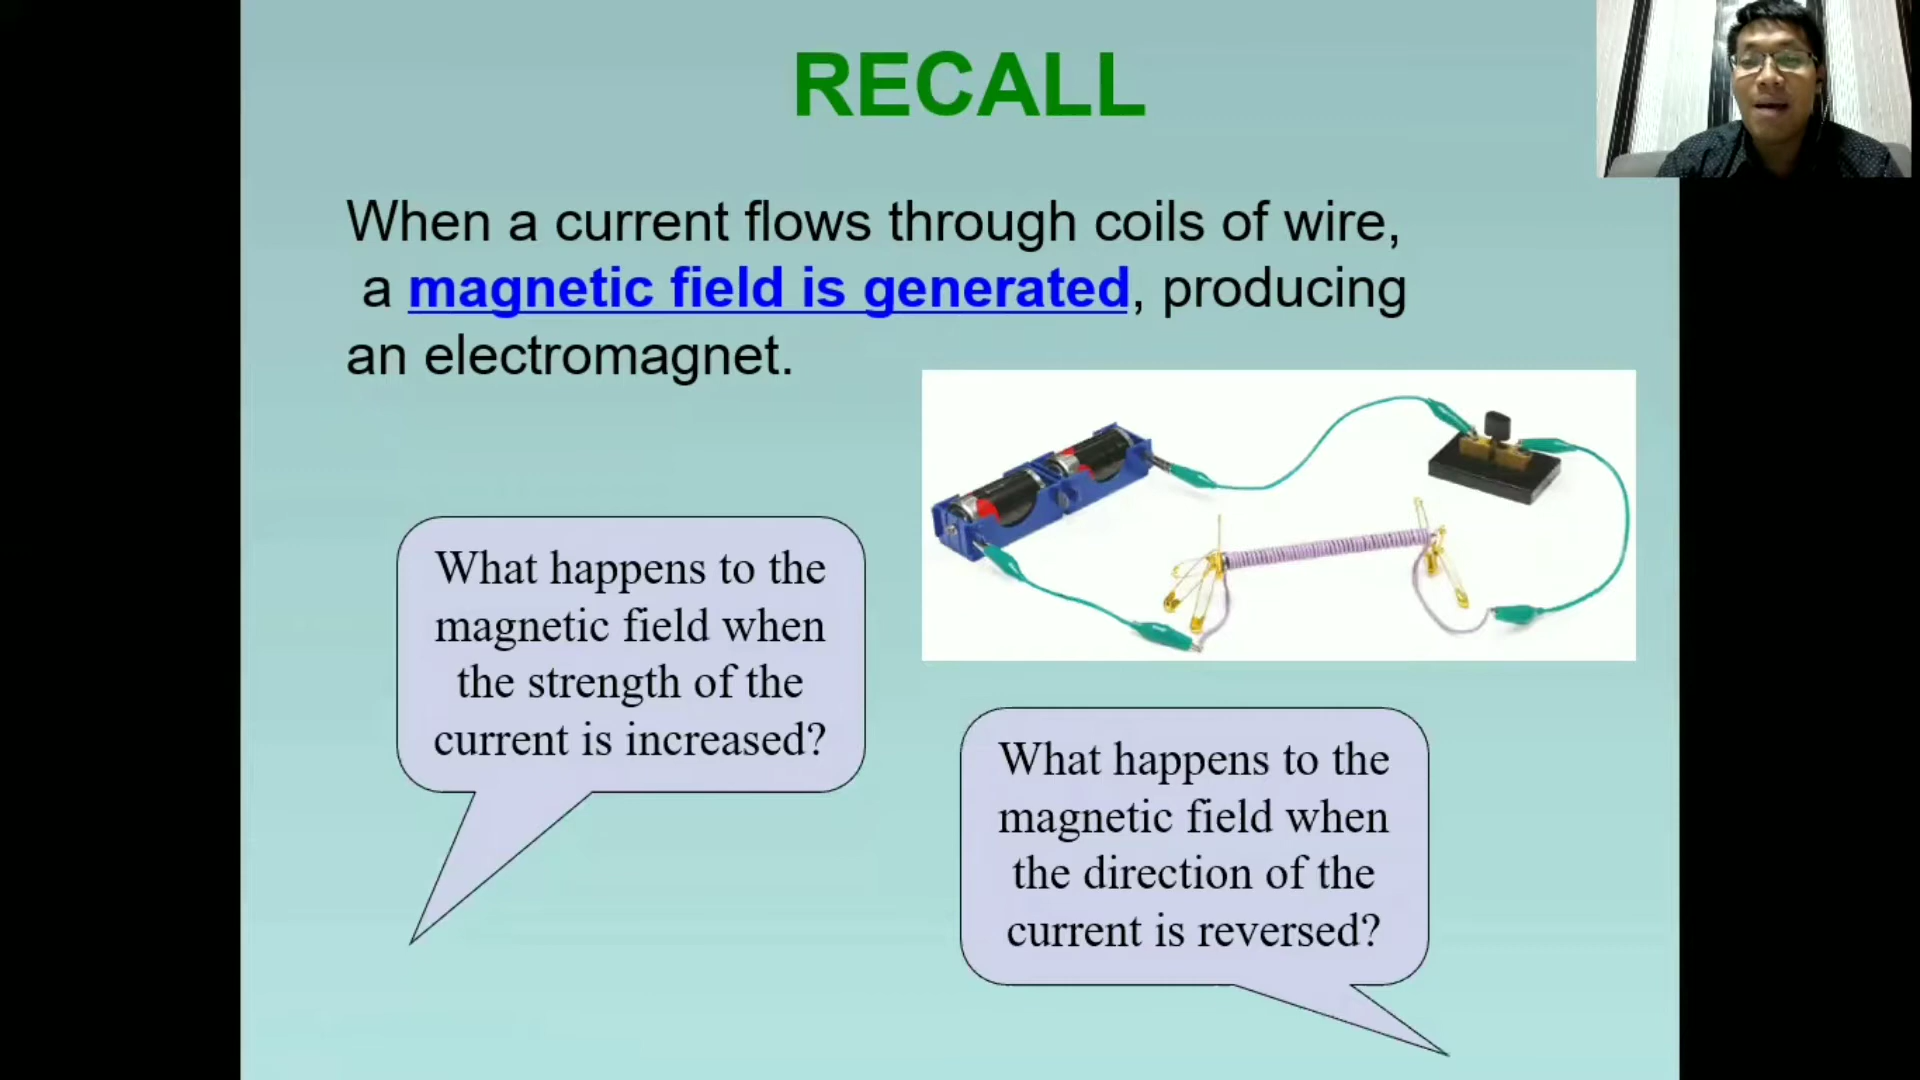 RECALL
When a current flows through coils of wire,
a magnetic field is generated, producing
an electromagnet.
What happens to the
magnetic field when
the strength of the
current is increased?
What happens to the
magnetic field when
the direction of the
current is reversed?